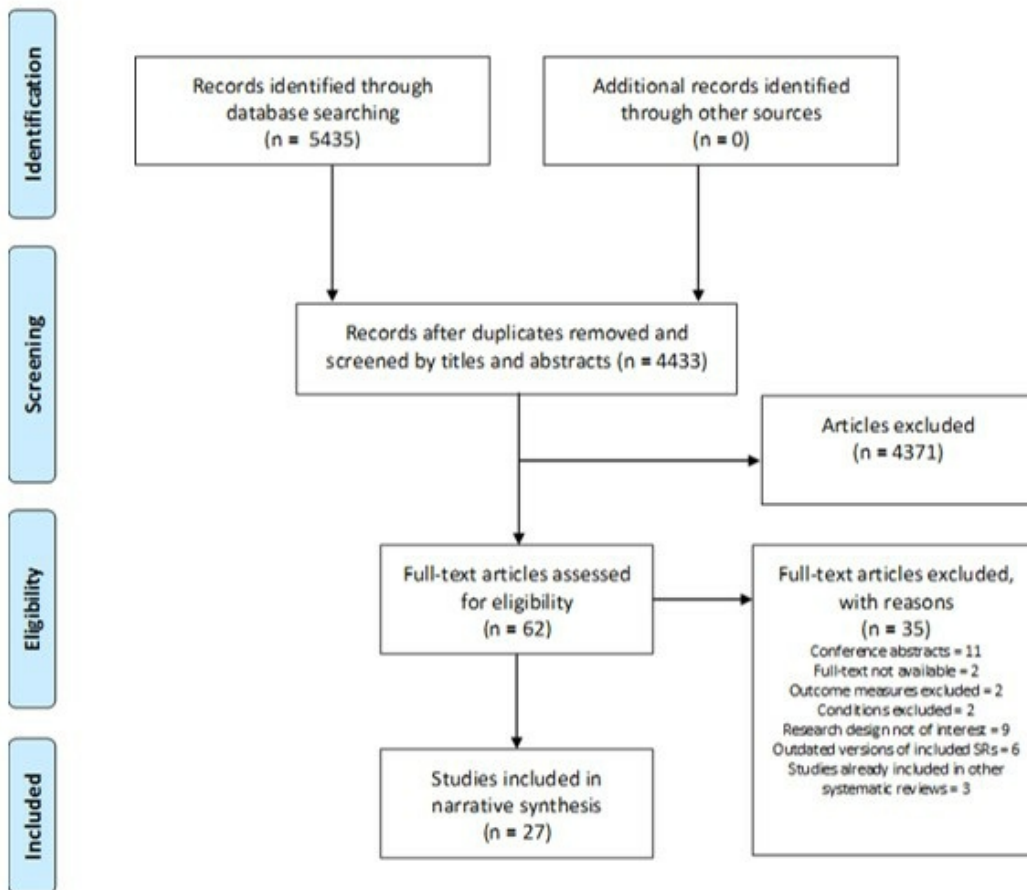 Identification
Records identified through
database searching
(n = 5435)
Additional records identified
through other sources
(n = 0)
Screening
Records after duplicates removed and
screened by titles and abstracts (n = 4433)
Articles excluded
(n = 4371)
Eligibility
Full-text articles assessed
for eligibility
(n = 62)
Full-text articles excluded,
with reasons
(n = 35)
Conference abstracts = 11
Full-text not available = 2
Outcome measures excluded = 2
Conditions excluded = 2
Research design not of interest = 9
Outdated versions of included SRs = 6
Studies already included in other
systematic reviews = 3
Included
Studies included in
narrative synthesis
(n = 27)